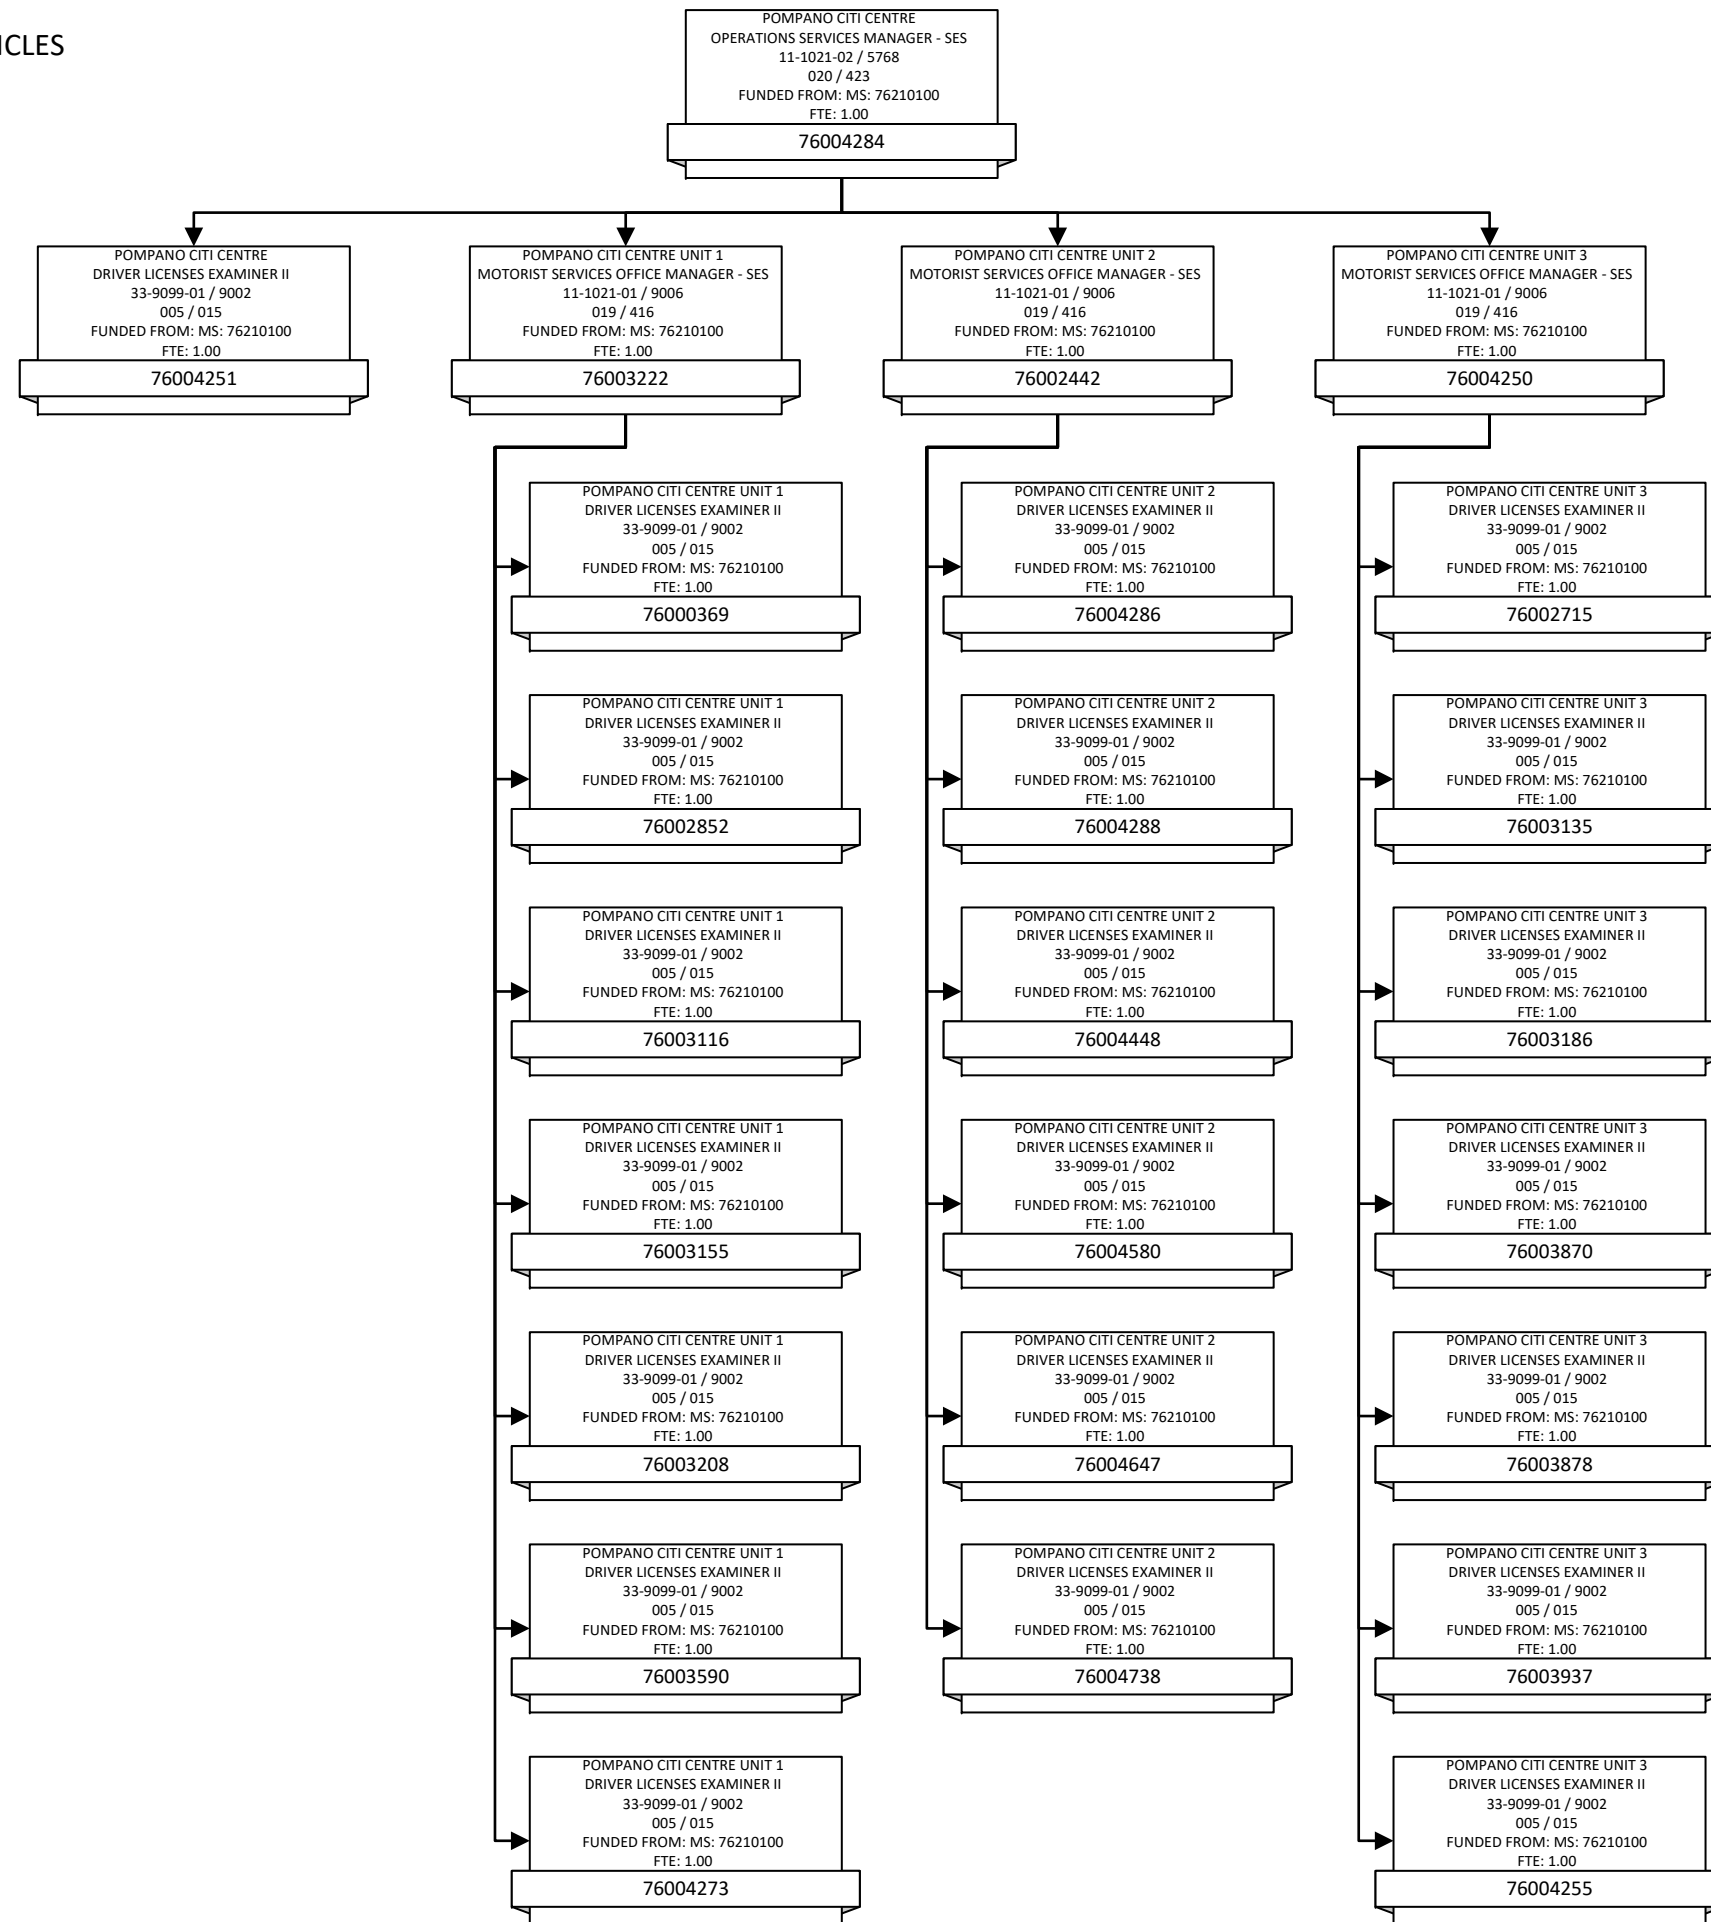 ICLES
POMPANO CITI CENTRE
OPERATIONS SERVICES MANAGER - SES
11-1021-02 / 5768
020 / 423
FUNDED FROM: MS: 76210100
FTE: 1.00
76004284
POMPANO CITI CENTRE
DRIVER LICENSES EXAMINER II
33-9099-01 / 9002
005 / 015
FUNDED FROM: MS: 76210100
FTE: 1.00
76004251
POMPANO CITI CENTRE UNIT 1
MOTORIST SERVICES OFFICE MANAGER - SES
11-1021-01 / 9006
019 / 416
FUNDED FROM: MS: 76210100
FTE: 1.00
76003222
POMPANO CITI CENTRE UNIT 2
MOTORIST SERVICES OFFICE MANAGER - SES
11-1021-01 / 9006
019 / 416
FUNDED FROM: MS: 76210100
FTE: 1.00
76002442
POMPANO CITI CENTRE UNIT 3
MOTORIST SERVICES OFFICE MANAGER - SES
11-1021-01 / 9006
019 / 416
FUNDED FROM: MS: 76210100
FTE: 1.00
76004250
POMPANO CITI CENTRE UNIT 1
DRIVER LICENSES EXAMINER II
33-9099-01 / 9002
005 / 015
FUNDED FROM: MS: 76210100
FTE: 1.00
76000369
POMPANO CITI CENTRE UNIT 2
DRIVER LICENSES EXAMINER II
33-9099-01 / 9002
005 / 015
FUNDED FROM: MS: 76210100
FTE: 1.00
76004286
POMPANO CITI CENTRE UNIT 3
DRIVER LICENSES EXAMINER II
33-9099-01 / 9002
005 / 015
FUNDED FROM: MS: 76210100
FTE: 1.00
76002715
POMPANO CITI CENTRE UNIT 1
DRIVER LICENSES EXAMINER II
33-9099-01 / 9002
005 / 015
FUNDED FROM: MS: 76210100
FTE: 1.00
76002852
POMPANO CITI CENTRE UNIT 2
DRIVER LICENSES EXAMINER II
33-9099-01 / 9002
005 / 015
FUNDED FROM: MS: 76210100
FTE: 1.00
76004288
POMPANO CITI CENTRE UNIT 3
DRIVER LICENSES EXAMINER II
33-9099-01 / 9002
005 / 015
FUNDED FROM: MS: 76210100
FTE: 1.00
76003135
POMPANO CITI CENTRE UNIT 1
DRIVER LICENSES EXAMINER II
33-9099-01 / 9002
005 / 015
FUNDED FROM: MS: 76210100
FTE: 1.00
76003116
POMPANO CITI CENTRE UNIT 2
DRIVER LICENSES EXAMINER II
33-9099-01 / 9002
005 / 015
FUNDED FROM: MS: 76210100
FTE: 1.00
76004448
POMPANO CITI CENTRE UNIT 3
DRIVER LICENSES EXAMINER II
33-9099-01 / 9002
005 / 015
FUNDED FROM: MS: 76210100
FTE: 1.00
76003186
POMPANO CITI CENTRE UNIT 1
DRIVER LICENSES EXAMINER II
33-9099-01 / 9002
005 / 015
FUNDED FROM: MS: 76210100
FTE: 1.00
76003155
POMPANO CITI CENTRE UNIT 2
DRIVER LICENSES EXAMINER II
33-9099-01 / 9002
005 / 015
FUNDED FROM: MS: 76210100
FTE: 1.00
76004580
POMPANO CITI CENTRE UNIT 3
DRIVER LICENSES EXAMINER II
33-9099-01 / 9002
005 / 015
FUNDED FROM: MS: 76210100
FTE: 1.00
76003870
POMPANO CITI CENTRE UNIT 1
DRIVER LICENSES EXAMINER II
33-9099-01 / 9002
005 / 015
FUNDED FROM: MS: 76210100
FTE: 1.00
76003208
POMPANO CITI CENTRE UNIT 2
DRIVER LICENSES EXAMINER II
33-9099-01 / 9002
005 / 015
FUNDED FROM: MS: 76210100
FTE: 1.00
76004647
POMPANO CITI CENTRE UNIT 3
DRIVER LICENSES EXAMINER II
33-9099-01 / 9002
005 / 015
FUNDED FROM: MS: 76210100
FTE: 1.00
76003878
POMPANO CITI CENTRE UNIT 1
DRIVER LICENSES EXAMINER II
33-9099-01 / 9002
005 / 015
FUNDED FROM: MS: 76210100
FTE: 1.00
76003590
POMPANO CITI CENTRE UNIT 2
DRIVER LICENSES EXAMINER II
33-9099-01 / 9002
005 / 015
FUNDED FROM: MS: 76210100
FTE: 1.00
76004738
POMPANO CITI CENTRE UNIT 3
DRIVER LICENSES EXAMINER II
33-9099-01 / 9002
005 / 015
FUNDED FROM: MS: 76210100
FTE: 1.00
76003937
POMPANO CITI CENTRE UNIT 1
DRIVER LICENSES EXAMINER II
33-9099-01 / 9002
005 / 015
FUNDED FROM: MS: 76210100
FTE: 1.00
76004273
POMPANO CITI CENTRE UNIT 3
DRIVER LICENSES EXAMINER II
33-9099-01 / 9002
005 / 015
FUNDED FROM: MS: 76210100
FTE: 1.00
76004255